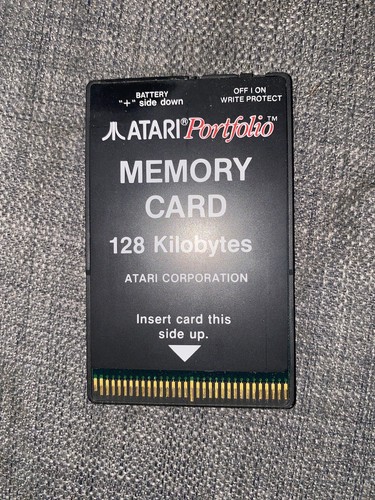 BATTERY
"+" side down
OFF | ON
WRITE PROTECT
ATARI® Portfolio™
MEMORY
CARD
128 Kilobytes
ATARI CORPORATION
Insert card this
side up.